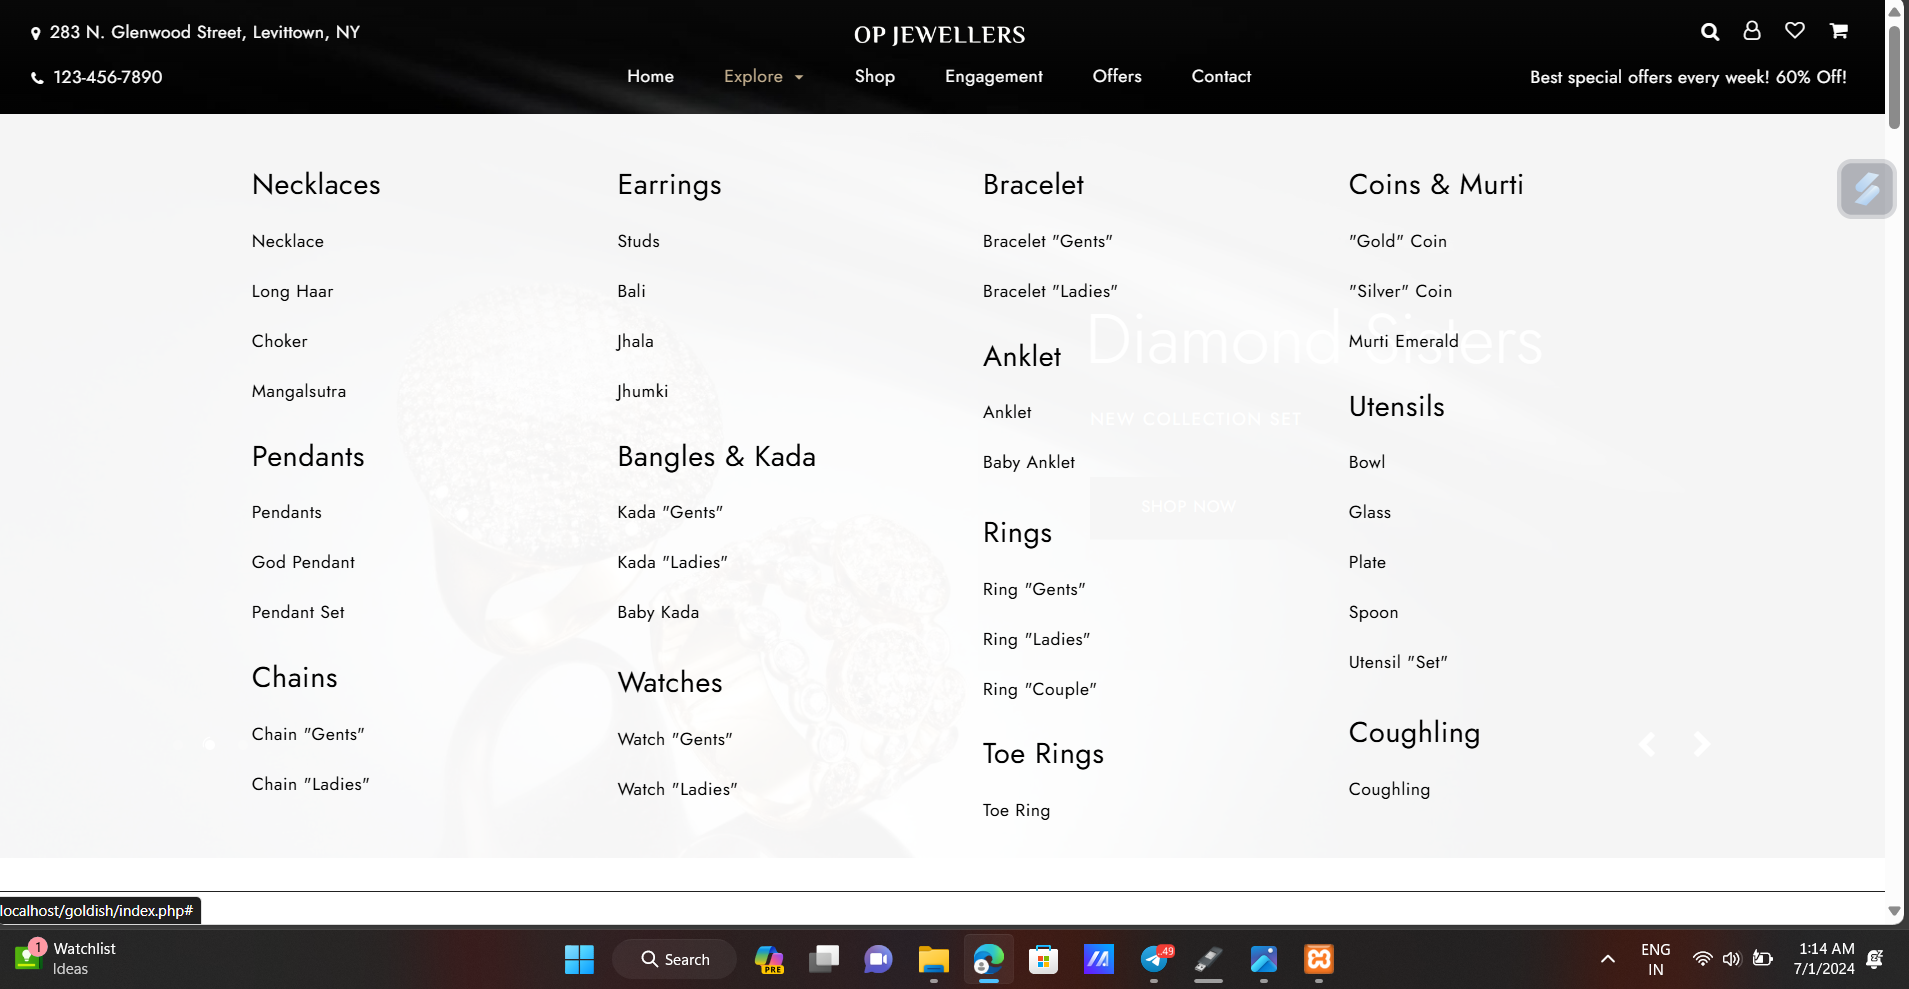 283 N. Glenwood Street, Levittown, NY
OP JEWELLERS
123-456-7890
Home
Explore
Shop
Engagement
Offers
Contact
Best special offers every week! 60% Off!
Necklaces
Necklace
Long Haar
Choker
Mangalsutra
Pendants
Pendants
God Pendant
Pendant Set
Chains
Chain "Gents"
Chain "Ladies"
Earrings
Studs
Bali
Jhala
Jhumki
Bangles & Kada
Kada "Gents"
Kada "Ladies"
Baby Kada
Watches
Watch "Gents"
Watch "Ladies"
Bracelet
Bracelet "Gents"
Bracelet "Ladies"
Anklet
Anklet
Baby Anklet
Rings
Ring "Gents"
Ring "Ladies"
Ring "Couple"
Toe Rings
Toe Ring
Coins & Murti
"Gold" Coin
"Silver" Coin
Murti Emerald
Utensils
Bowl
Glass
Plate
Spoon
Utensil "Set"
Coughling
Coughling
Diamond Sisters
NEW COLLECTION SET
SHOP NOW
localhost/goldish/index.php#
1
Watchlist
Ideas
Search
PRE
.49
ENG
IN
1:14 AM
7/1/2024